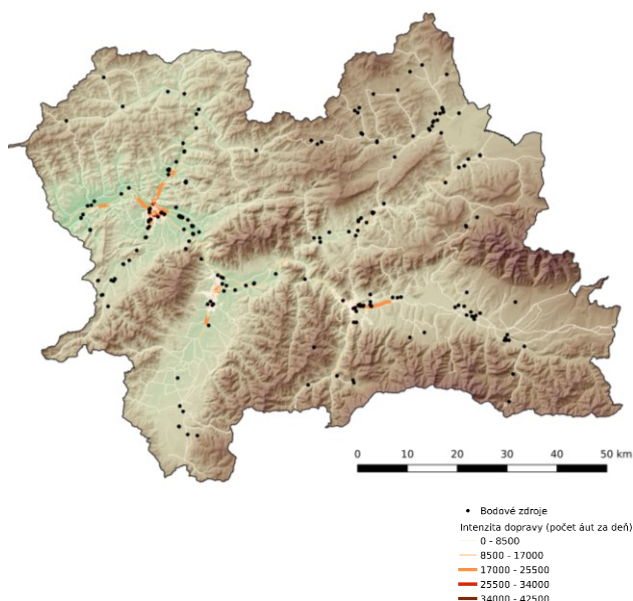 0 10 20 30 40 50 km
Bodové zdroje
Intenzita dopravy (počet áut za deň)
0 - 8500
8500 - 17000
17000 - 25500
25500 - 34000
34000 - 42500